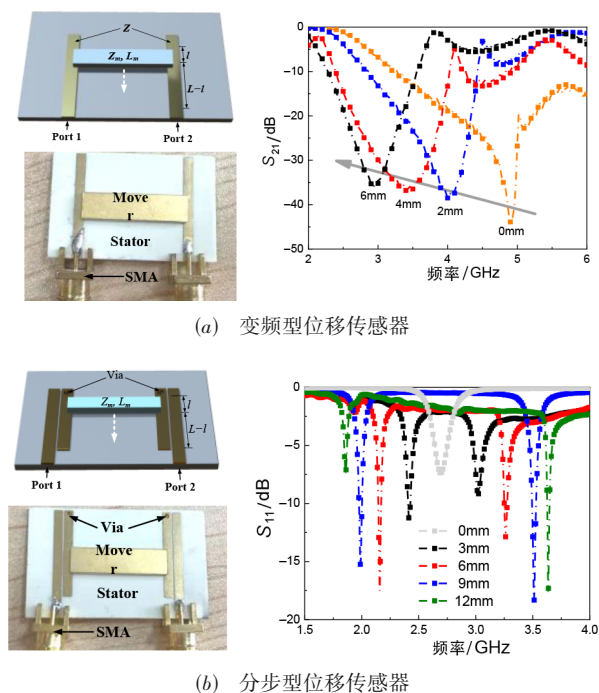 Z
Zm, Lm
l
L−l
Port 1
Port 2
Move
r
Stator
SMA
S21/dB
0
−10
−20
−30
−40
−50
6mm
4mm
2mm
0mm
2
3
4
5
6
频率/GHz
(a) 变频型位移传感器
Via
Zm, Lm
l
L−l
Port 1
Port 2
Via
Move
r
Stator
SMA
S11/dB
0
−5
−10
−15
−20
0mm
3mm
6mm
9mm
12mm
1.5
2.0
2.5
3.0
3.5
4.0
频率/GHz
(b) 分步型位移传感器